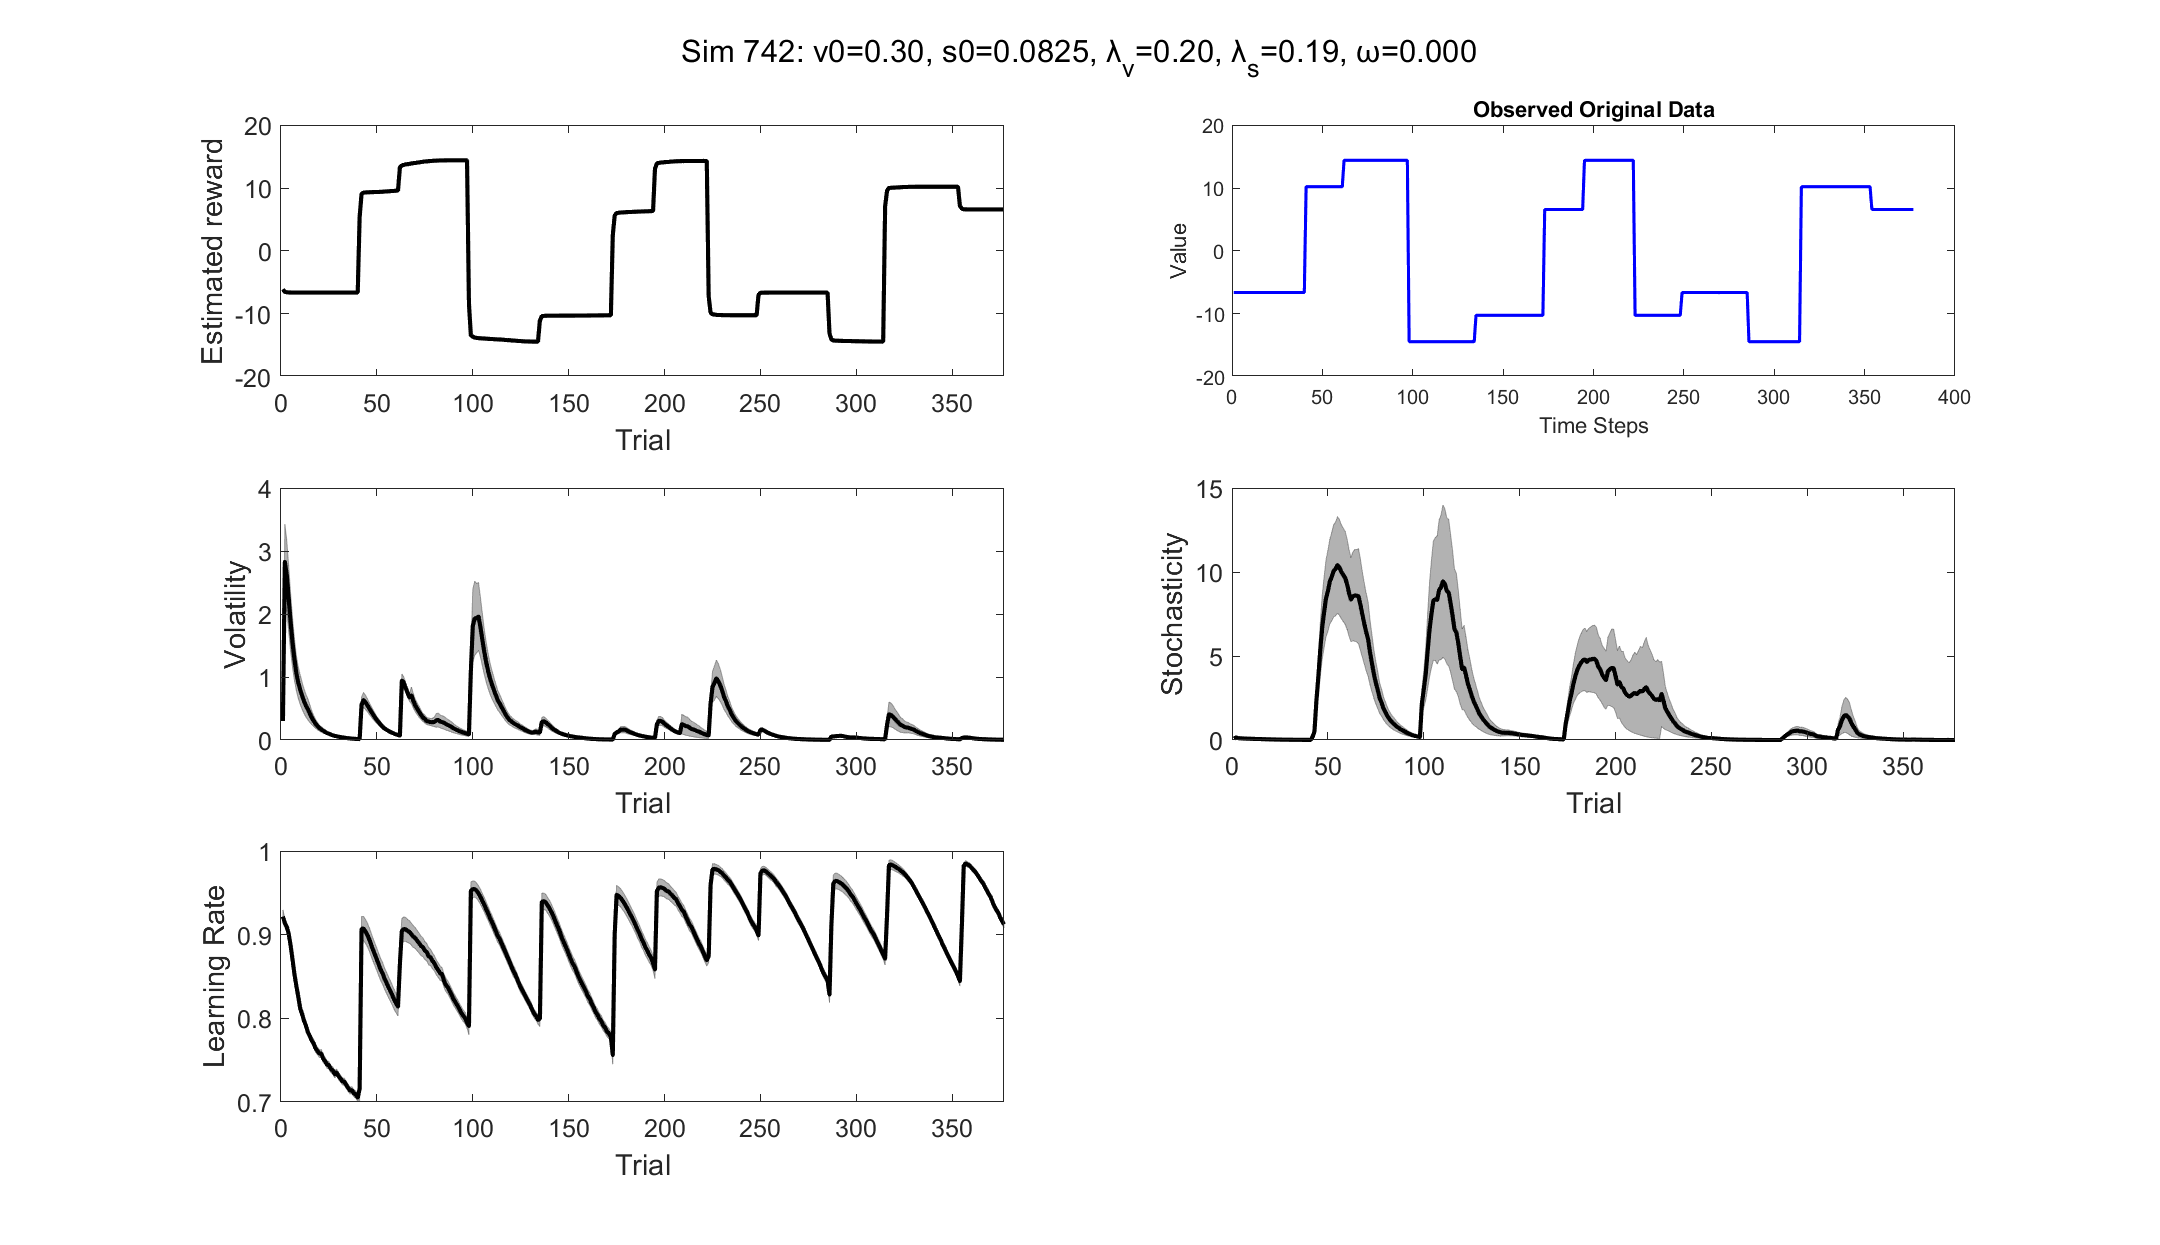 Sim 742: v0=0.30, s0=0.0825, λv=0.20, λs=0.19, ω=0.000
Estimated reward
20
10
0
-10
-20
0 50 100 150 200 250 300 350
Trial
Observed Original Data
Value
20
10
0
-10
-20
0 50 100 150 200 250 300 350 400
Time Steps
Volatility
4
3
2
1
0
0 50 100 150 200 250 300 350
Trial
Stochasticity
15
10
5
0
0 50 100 150 200 250 300 350
Trial
Learning Rate
1
0.9
0.8
0.7
0 50 100 150 200 250 300 350
Trial